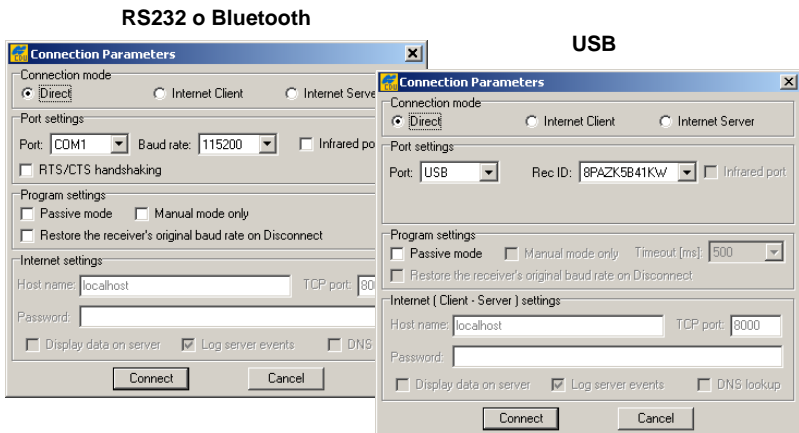 RS232 o Bluetooth
Connection Parameters
Connection mode
Direct Internet Client Internet Serve
Port settings
Port: COM1 Baud rate: 115200 Infrared po
RTS/CTS handshaking
Program settings
Passive mode Manual mode only
Restore the receiver's original baud rate on Disconnect
Internet settings
Host name: localhost TCP port: 80
Password:
Display data on server Log server events DNS
Connect Cancel
USB
Connection Parameters
Connection mode
Direct Internet Client Internet Server
Port settings
Port: USB Rec ID: 8PAZK5B41KW Infrared port
Program settings
Passive mode Manual mode only Timeout [ms]: 500
Restore the receiver's original baud rate on Disconnect
Internet ( Client - Server ) settings
Host name: localhost TCP port: 8000
Password:
Display data on server Log server events DNS lookup
Connect Cancel